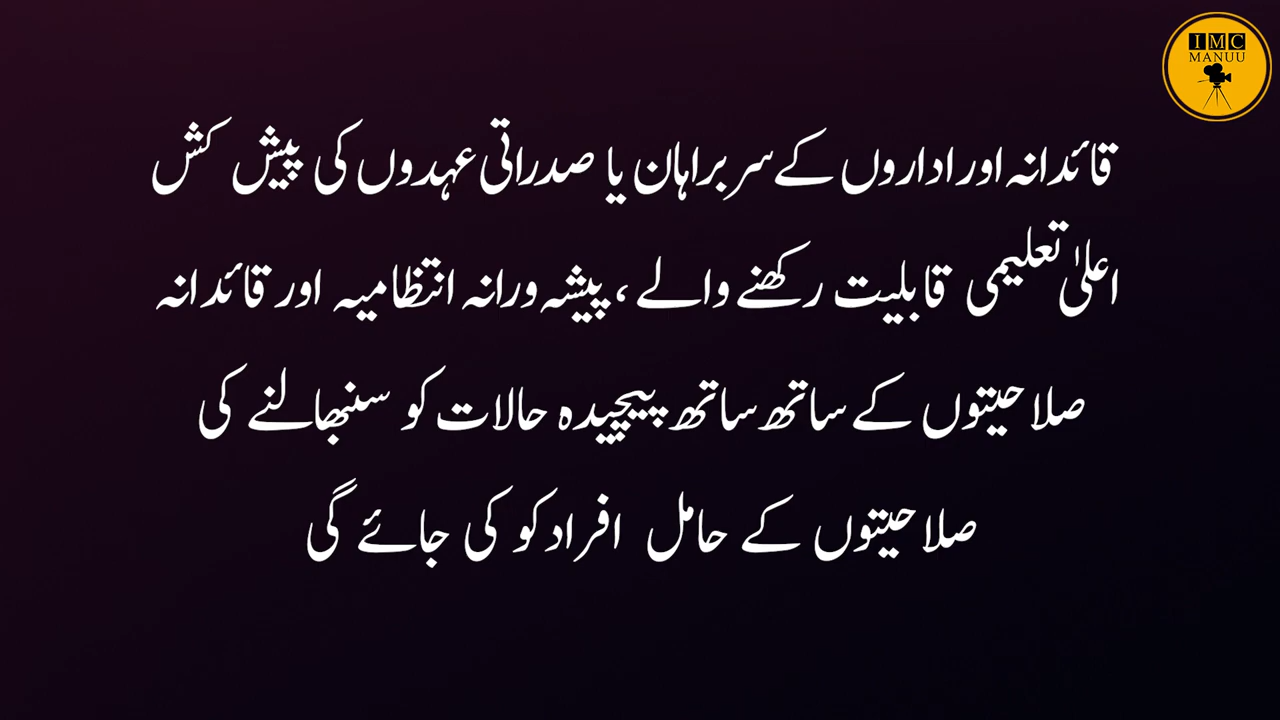 IMC
MANUU
قائدانہ اور اداروں کے سربراہان یا صدراتی عہدوں کی پیش کش
اعلیٰ تعلیمی قابلیت رکھنے والے ، پیشہ ورانہ انتظامیہ اور قائدانہ
صلاحیتوں کے ساتھ ساتھ پیچیدہ حالات کو سنبھالنے کی
صلاحیتوں کے حامل افراد کو کی جائے گی